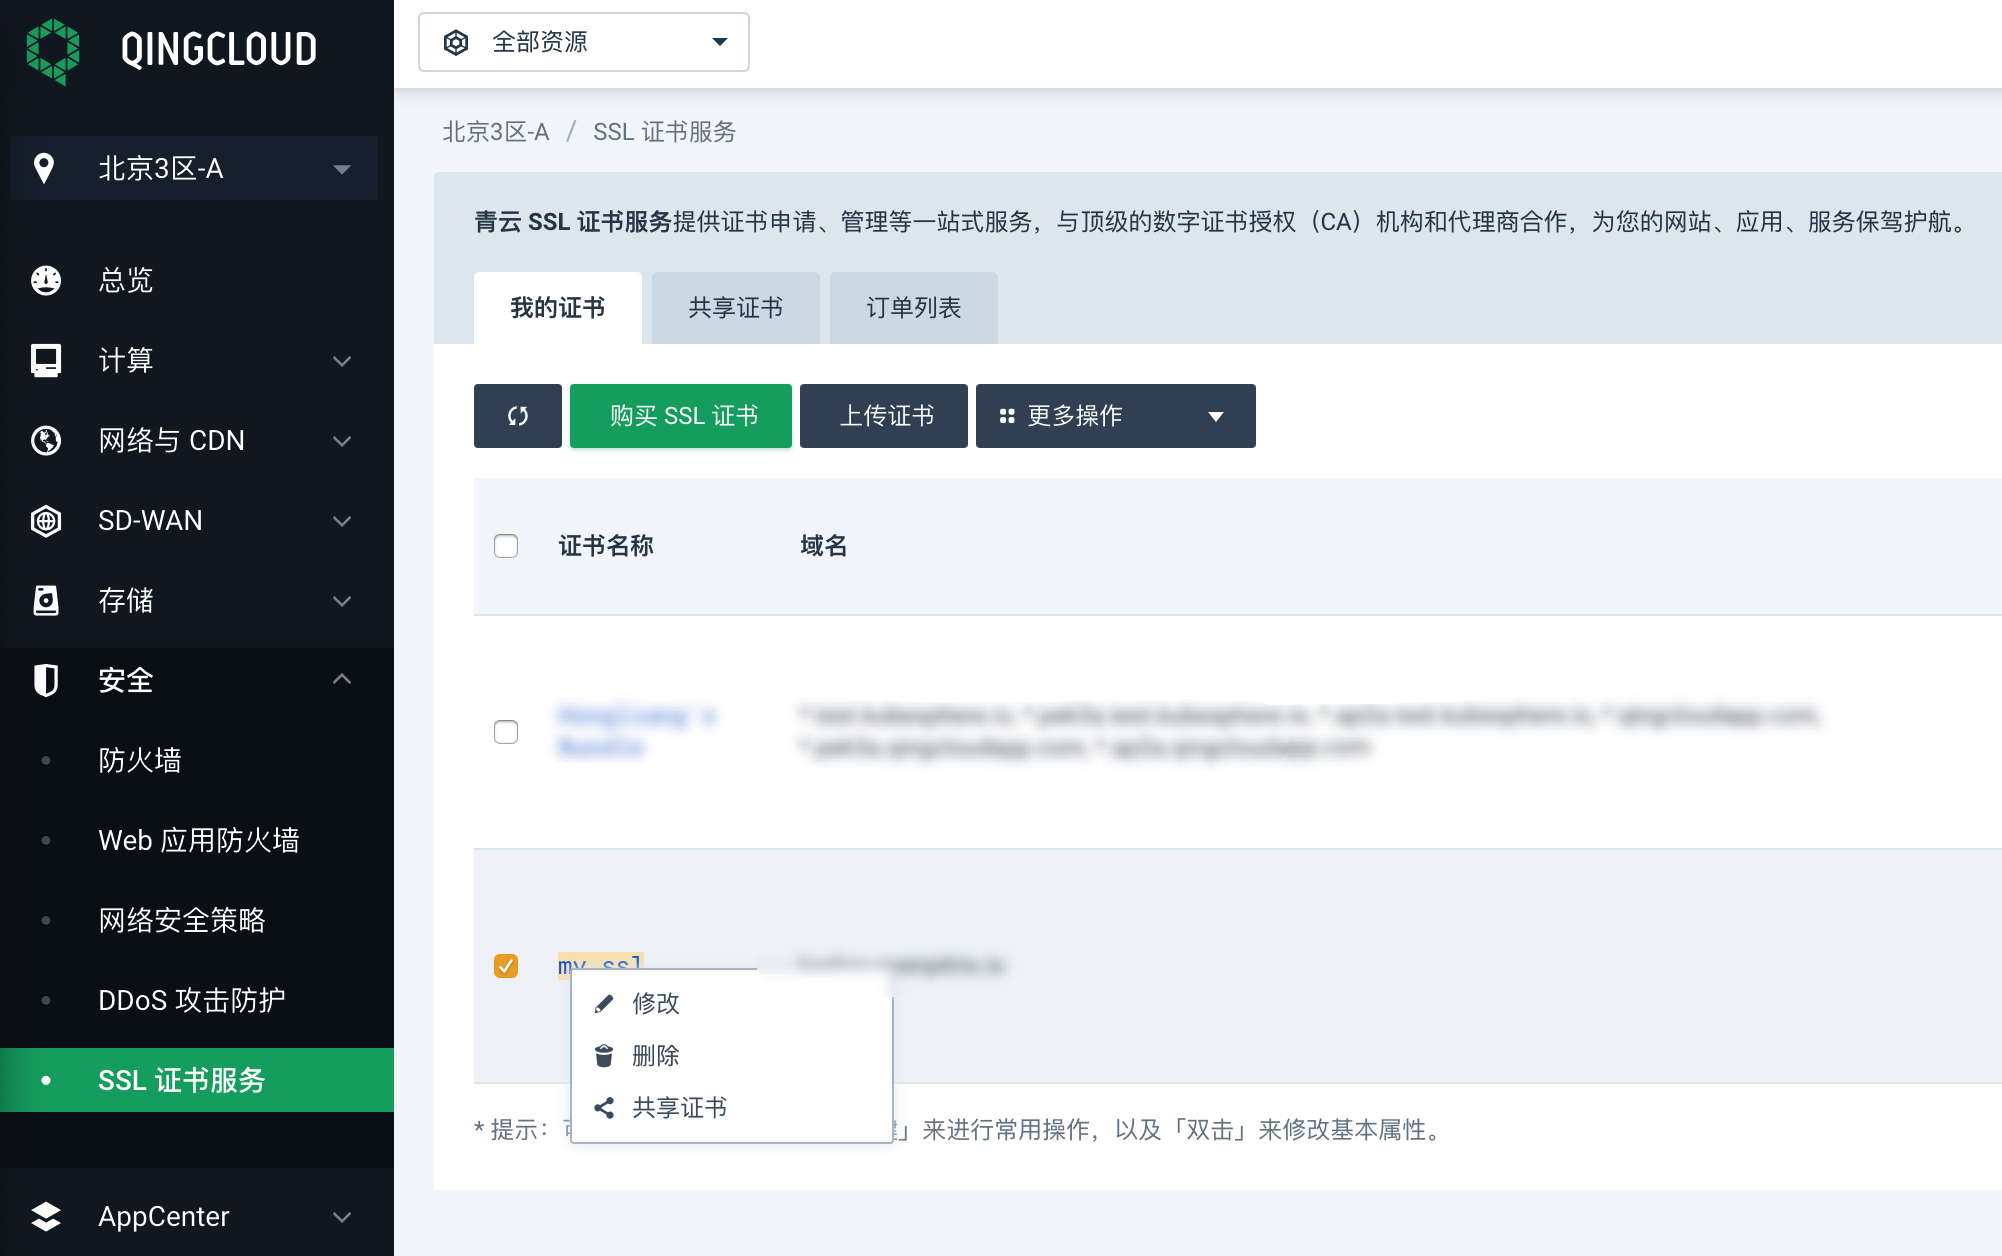 QINGCLOUD
全部资源
北京3区-A
北京3区-A / SSL 证书服务
青云 SSL 证书服务提供证书申请、管理等一站式服务，与顶级的数字证书授权（CA）机构和代理商合作，为您的网站、应用、服务保驾护航。
我的证书
共享证书
订单列表
购买 SSL 证书
上传证书
更多操作
证书名称
域名
my ssl
修改
删除
共享证书
* 提示：
」来进行常用操作，以及「双击」来修改基本属性。
总览
计算
网络与 CDN
SD-WAN
存储
安全
防火墙
Web 应用防火墙
网络安全策略
DDoS 攻击防护
SSL 证书服务
AppCenter